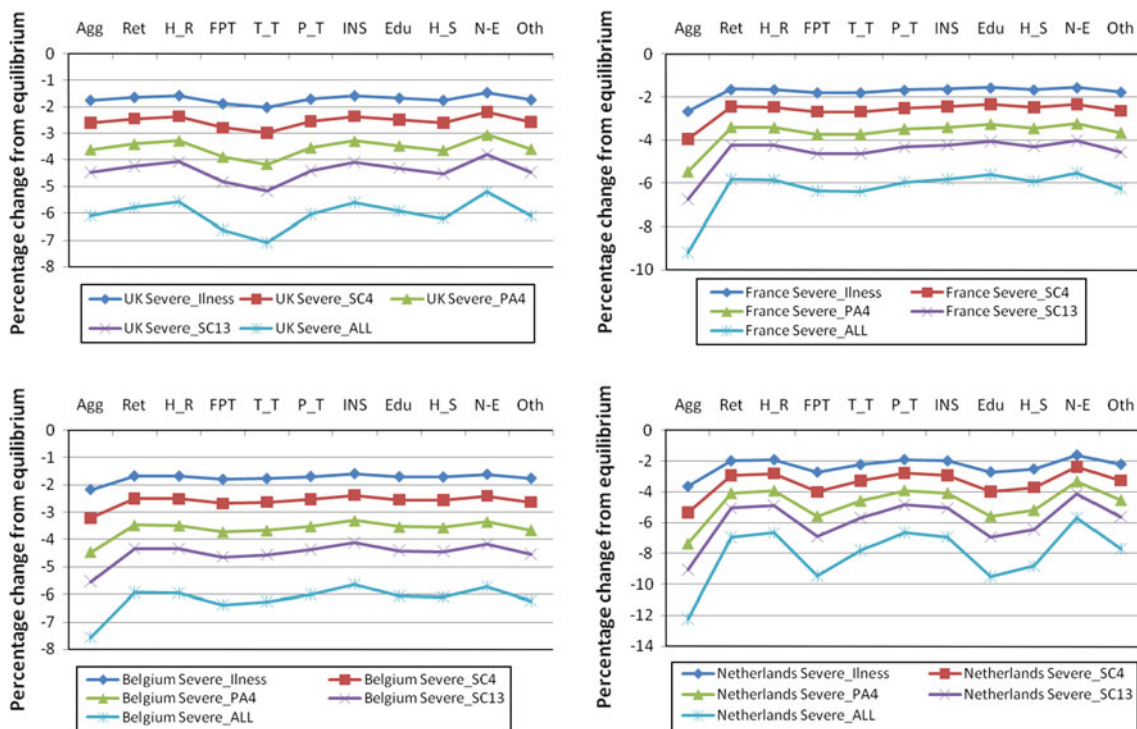 Percentage change from equilibrium
Agg Ret H_R FPT T_T P_T INS Edu H_S N-E Oth
0
-1
-2
-3
-4
-5
-6
-7
-8
UK Severe_Ilness UK Severe_SC4 UK Severe_PA4
UK Severe_SC13 UK Severe_ALL
Percentage change from equilibrium
Agg Ret H_R FPT T_T P_T INS Edu H_S N-E Oth
0
-2
-4
-6
-8
-10
France Severe_Ilness France Severe_SC4
France Severe_PA4 France Severe_SC13
France Severe_ALL
Percentage change from equilibrium
Agg Ret H_R FPT T_T P_T INS Edu H_S N-E Oth
0
-1
-2
-3
-4
-5
-6
-7
-8
Belgium Severe_Ilness Belgium Severe_SC4
Belgium Severe_PA4 Belgium Severe_SC13
Belgium Severe_ALL
Percentage change from equilibrium
Agg Ret H_R FPT T_T P_T INS Edu H_S N-E Oth
0
-2
-4
-6
-8
-10
-12
-14
Netherlands Severe_Ilness Netherlands Severe_SC4
Netherlands Severe_PA4 Netherlands Severe_SC13
Netherlands Severe_ALL